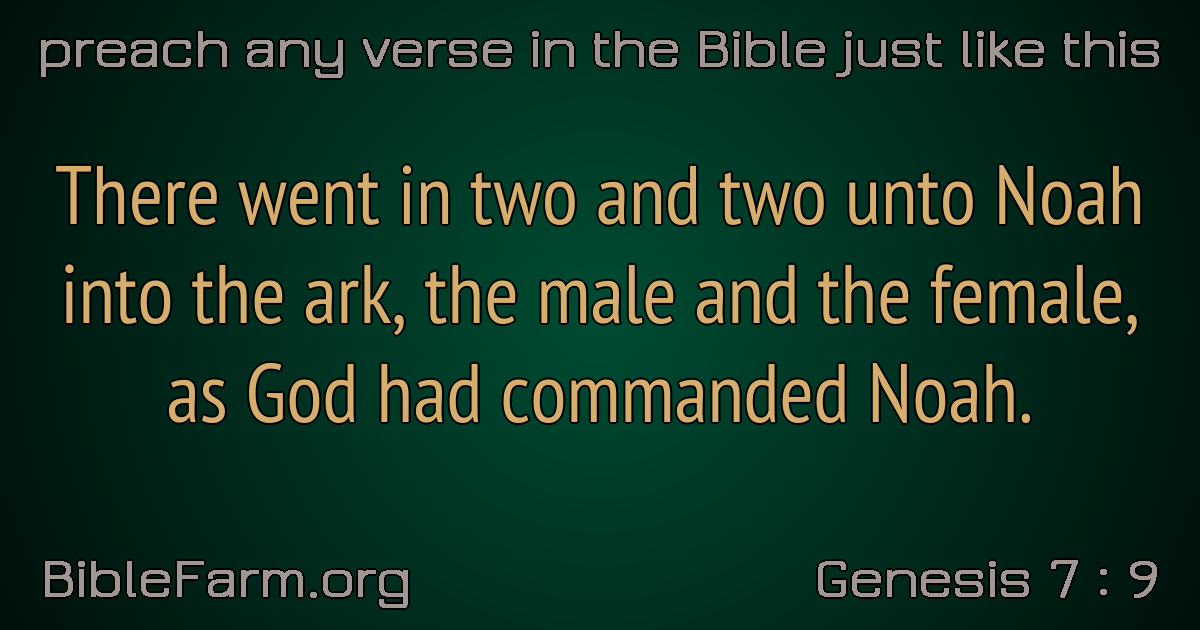 preach any verse in the Bible just like this
There went in two and two unto Noah
into the ark, the male and the female,
as God had commanded Noah.
BibleFarm.org
Genesis 7 : 9